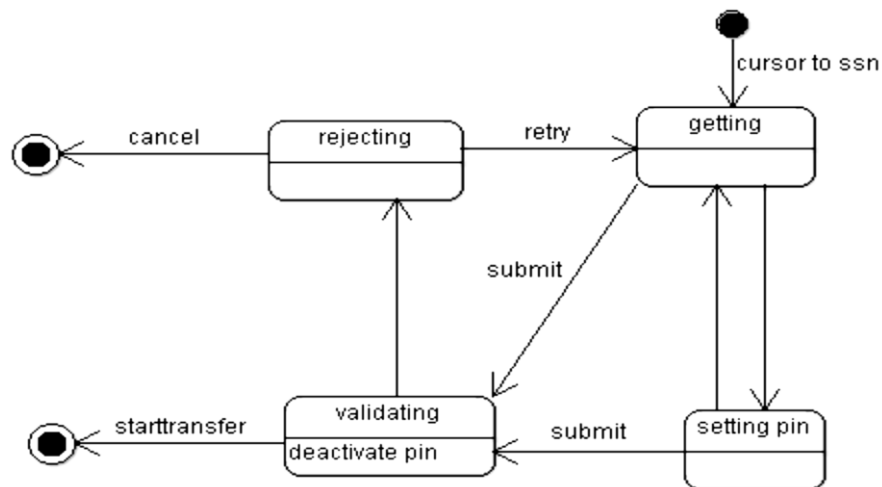 cursor to ssn
getting
cancel
rejecting
retry
submit
starttransfer
validating
deactivate pin
submit
setting pin